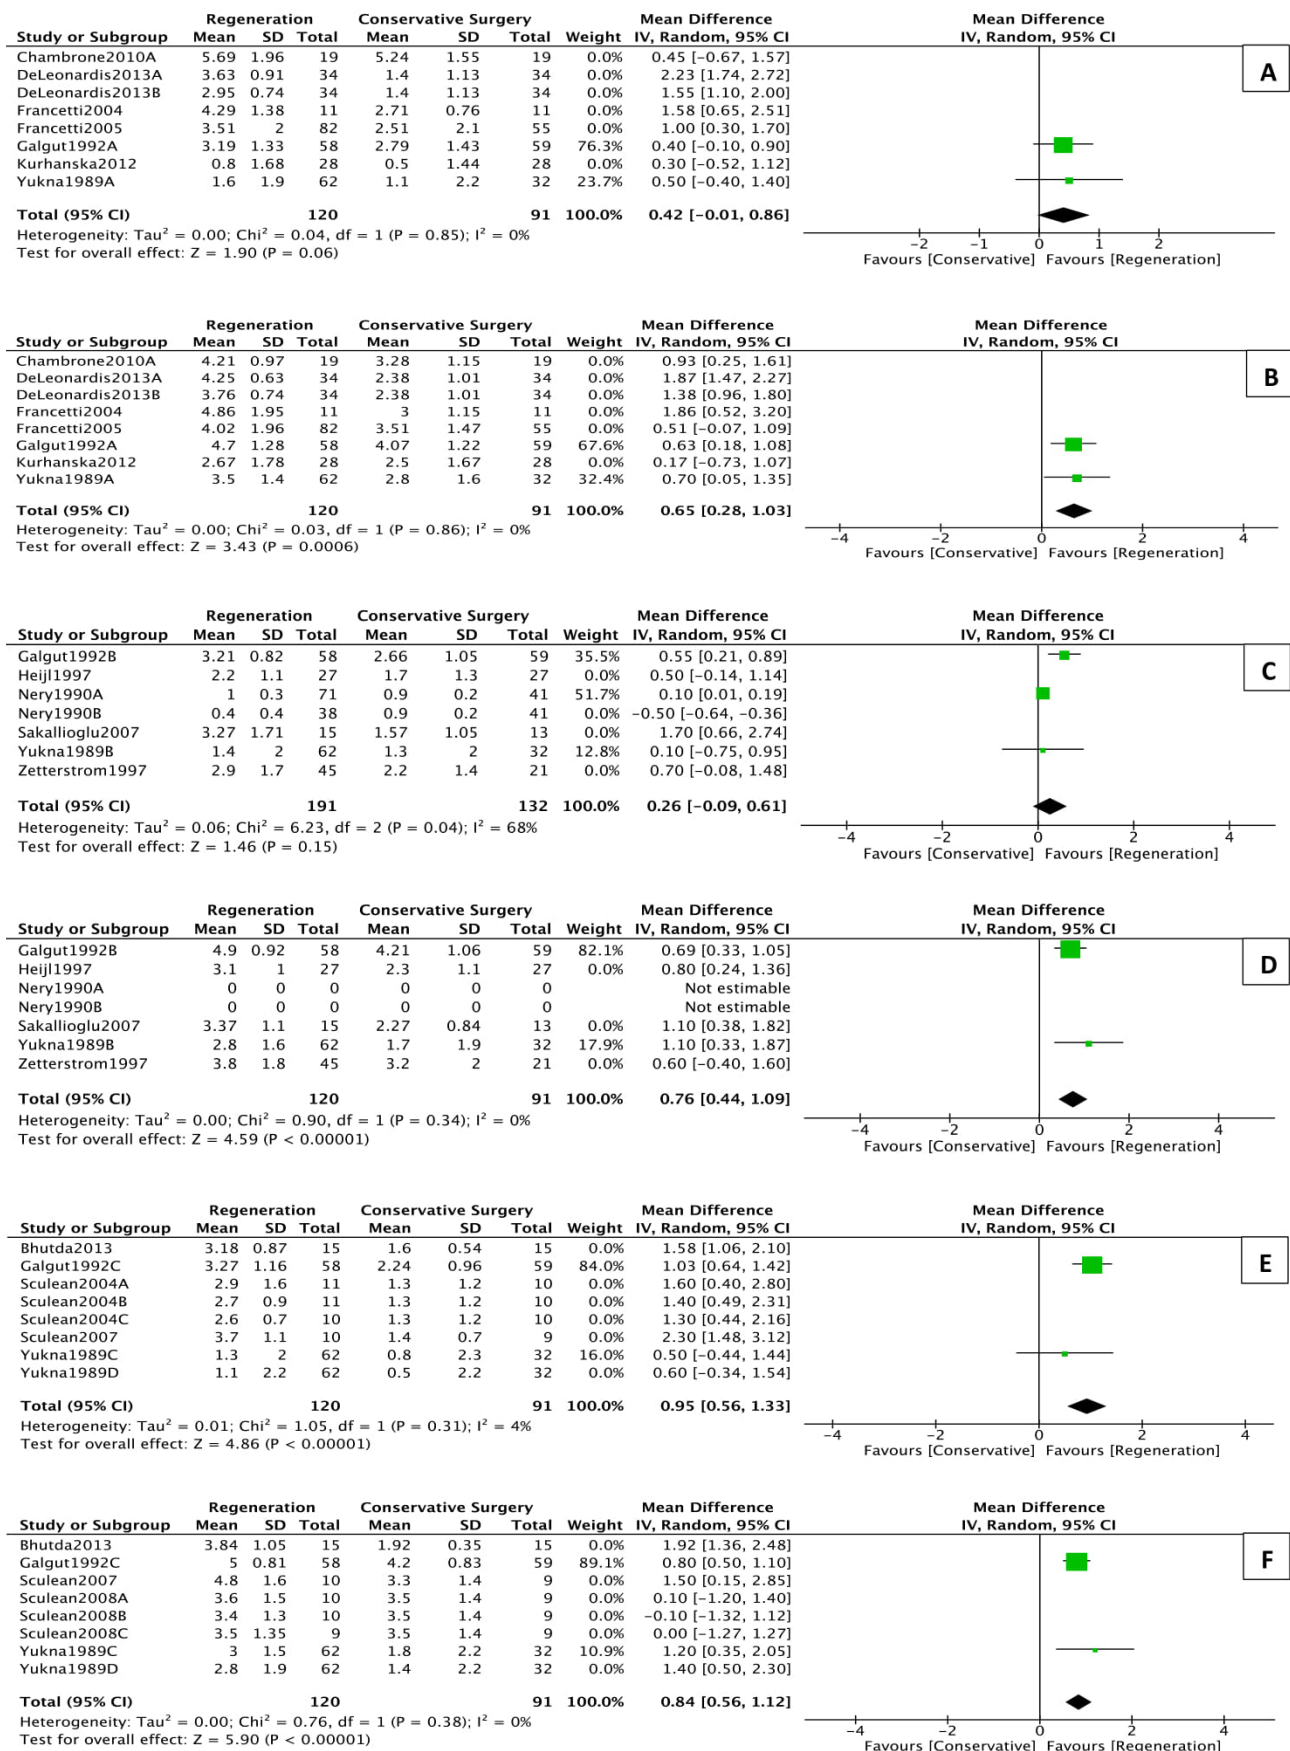 Regeneration Conservative Surgery Mean Difference Mean Difference
Study or Subgroup Mean SD Total Mean SD Total Weight IV, Random, 95% CI IV, Random, 95% CI
Chambrone2010A 5.69 1.96 19 5.24 1.55 19 0.0% 0.45 [−0.67, 1.57]
A
DeLeonardis2013A 3.63 0.91 34 1.4 1.13 34 0.0% 2.23 [1.74, 2.72]
DeLeonardis2013B 2.95 0.74 34 1.4 1.13 34 0.0% 1.55 [1.10, 2.00]
Francetti2004 4.29 1.38 11 2.71 0.76 11 0.0% 1.58 [0.65, 2.51]
Francetti2005 3.51 2 82 2.51 2.1 55 0.0% 1.00 [0.30, 1.70]
Galgut1992A 3.19 1.33 58 2.79 1.43 59 76.3% 0.40 [−0.10, 0.90]
Kurhanska2012 0.8 1.68 28 0.5 1.44 28 0.0% 0.30 [−0.52, 1.12]
Yukna1989A 1.6 1.9 62 1.1 2.2 32 23.7% 0.50 [−0.40, 1.40]
Total (95% CI) 120 91 100.0% 0.42 [−0.01, 0.86]
Heterogeneity: Tau² = 0.00; Chi² = 0.04, df = 1 (P = 0.85); I² = 0%
Test for overall effect: Z = 1.90 (P = 0.06)
−2 −1 0 1 2
Favours [Conservative] Favours [Regeneration]
Regeneration Conservative Surgery Mean Difference Mean Difference
Study or Subgroup Mean SD Total Mean SD Total Weight IV, Random, 95% CI IV, Random, 95% CI
Chambrone2010A 4.21 0.97 19 3.28 1.15 19 0.0% 0.93 [0.25, 1.61]
B
DeLeonardis2013A 4.25 0.63 34 2.38 1.01 34 0.0% 1.87 [1.47, 2.27]
DeLeonardis2013B 3.76 0.74 34 2.38 1.01 34 0.0% 1.38 [0.96, 1.80]
Francetti2004 4.86 1.95 11 3 1.15 11 0.0% 1.86 [0.52, 3.20]
Francetti2005 4.02 1.96 82 3.51 1.47 55 0.0% 0.51 [−0.07, 1.09]
Galgut1992A 4.7 1.28 58 4.07 1.22 59 67.6% 0.63 [0.18, 1.08]
Kurhanska2012 2.67 1.78 28 2.5 1.67 28 0.0% 0.17 [−0.73, 1.07]
Yukna1989A 3.5 1.4 62 2.8 1.6 32 32.4% 0.70 [0.05, 1.35]
Total (95% CI) 120 91 100.0% 0.65 [0.28, 1.03]
Heterogeneity: Tau² = 0.00; Chi² = 0.03, df = 1 (P = 0.86); I² = 0%
Test for overall effect: Z = 3.43 (P = 0.0006)
−4 −2 0 2 4
Favours [Conservative] Favours [Regeneration]
Regeneration Conservative Surgery Mean Difference Mean Difference
Study or Subgroup Mean SD Total Mean SD Total Weight IV, Random, 95% CI IV, Random, 95% CI
Galgut1992B 3.21 0.82 58 2.66 1.05 59 35.5% 0.55 [0.21, 0.89]
C
Heijl1997 2.2 1.1 27 1.7 1.3 27 0.0% 0.50 [−0.14, 1.14]
Nery1990A 1 0.3 71 0.9 0.2 41 51.7% 0.10 [0.01, 0.19]
Nery1990B 0.4 0.4 38 0.9 0.2 41 0.0% −0.50 [−0.64, −0.36]
Sakallioglu2007 3.27 1.71 15 1.57 1.05 13 0.0% 1.70 [0.66, 2.74]
Yukna1989B 1.4 2 62 1.3 2 32 12.8% 0.10 [−0.75, 0.95]
Zetterstrom1997 2.9 1.7 45 2.2 1.4 21 0.0% 0.70 [−0.08, 1.48]
Total (95% CI) 191 132 100.0% 0.26 [−0.09, 0.61]
Heterogeneity: Tau² = 0.06; Chi² = 6.23, df = 2 (P = 0.04); I² = 68%
Test for overall effect: Z = 1.46 (P = 0.15)
−4 −2 0 2 4
Favours [Conservative] Favours [Regeneration]
Regeneration Conservative Surgery Mean Difference Mean Difference
Study or Subgroup Mean SD Total Mean SD Total Weight IV, Random, 95% CI IV, Random, 95% CI
Galgut1992B 4.9 0.92 58 4.21 1.06 59 82.1% 0.69 [0.33, 1.05]
D
Heijl1997 3.1 1 27 2.3 1.1 27 0.0% 0.80 [0.24, 1.36]
Nery1990A 0 0 0 0 0 0 Not estimable
Nery1990B 0 0 0 0 0 0 Not estimable
Sakallioglu2007 3.37 1.1 15 2.27 0.84 13 0.0% 1.10 [0.38, 1.82]
Yukna1989B 2.8 1.6 62 1.7 1.9 32 17.9% 1.10 [0.33, 1.87]
Zetterstrom1997 3.8 1.8 45 3.2 2 21 0.0% 0.60 [−0.40, 1.60]
Total (95% CI) 120 91 100.0% 0.76 [0.44, 1.09]
Heterogeneity: Tau² = 0.00; Chi² = 0.90, df = 1 (P = 0.34); I² = 0%
Test for overall effect: Z = 4.59 (P < 0.00001)
−4 −2 0 2 4
Favours [Conservative] Favours [Regeneration]
Regeneration Conservative Surgery Mean Difference Mean Difference
Study or Subgroup Mean SD Total Mean SD Total Weight IV, Random, 95% CI IV, Random, 95% CI
Bhutda2013 3.18 0.87 15 1.6 0.54 15 0.0% 1.58 [1.06, 2.10]
E
Galgut1992C 3.27 1.16 58 2.24 0.96 59 84.0% 1.03 [0.64, 1.42]
Sculean2004A 2.9 1.6 11 1.3 1.2 10 0.0% 1.60 [0.40, 2.80]
Sculean2004B 2.7 0.9 11 1.3 1.2 10 0.0% 1.40 [0.49, 2.31]
Sculean2004C 2.6 0.7 10 1.3 1.2 10 0.0% 1.30 [0.44, 2.16]
Sculean2007 3.7 1.1 10 1.4 0.7 9 0.0% 2.30 [1.48, 3.12]
Yukna1989C 1.3 2 62 0.8 2.3 32 16.0% 0.50 [−0.44, 1.44]
Yukna1989D 1.1 2.2 62 0.5 2.2 32 0.0% 0.60 [−0.34, 1.54]
Total (95% CI) 120 91 100.0% 0.95 [0.56, 1.33]
Heterogeneity: Tau² = 0.01; Chi² = 1.05, df = 1 (P = 0.31); I² = 4%
Test for overall effect: Z = 4.86 (P < 0.00001)
−4 −2 0 2 4
Favours [Conservative] Favours [Regeneration]
Regeneration Conservative Surgery Mean Difference Mean Difference
Study or Subgroup Mean SD Total Mean SD Total Weight IV, Random, 95% CI IV, Random, 95% CI
Bhutda2013 3.84 1.05 15 1.92 0.35 15 0.0% 1.92 [1.36, 2.48]
F
Galgut1992C 5 0.81 58 4.2 0.83 59 89.1% 0.80 [0.50, 1.10]
Sculean2007 4.8 1.6 10 3.3 1.4 9 0.0% 1.50 [0.15, 2.85]
Sculean2008A 3.6 1.5 10 3.5 1.4 9 0.0% 0.10 [−1.20, 1.40]
Sculean2008B 3.4 1.3 10 3.5 1.4 9 0.0% −0.10 [−1.32, 1.12]
Sculean2008C 3.5 1.35 9 3.5 1.4 9 0.0% 0.00 [−1.27, 1.27]
Yukna1989C 3 1.5 62 1.8 2.2 32 10.9% 1.20 [0.35, 2.05]
Yukna1989D 2.8 1.9 62 1.4 2.2 32 0.0% 1.40 [0.50, 2.30]
Total (95% CI) 120 91 100.0% 0.84 [0.56, 1.12]
Heterogeneity: Tau² = 0.00; Chi² = 0.76, df = 1 (P = 0.38); I² = 0%
Test for overall effect: Z = 5.90 (P < 0.00001)
−4 −2 0 2 4
Favours [Conservative] Favours [Regeneration]